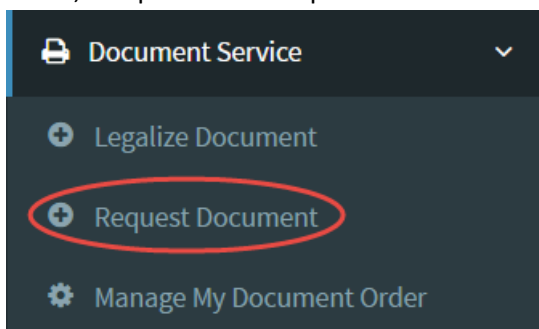 Document Service
Legalize Document
Request Document
Manage My Document Order